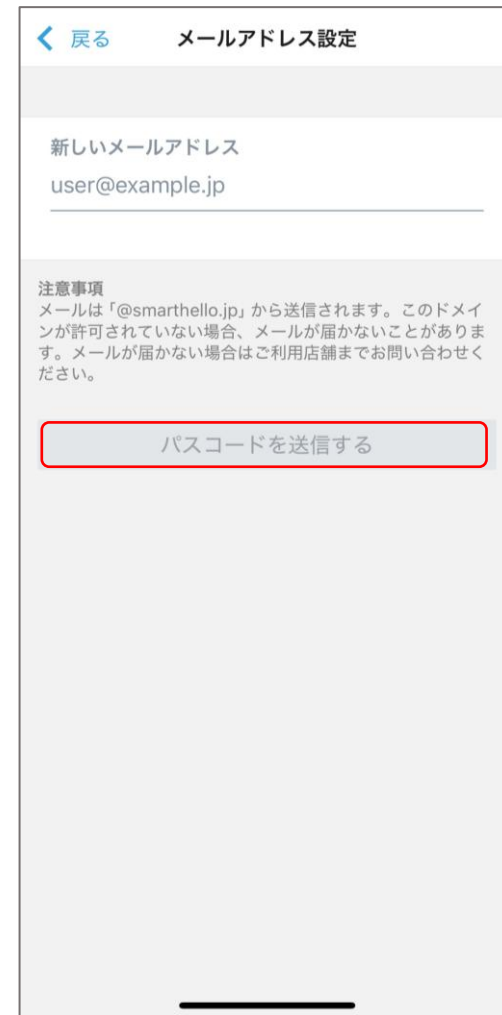 戻る メールアドレス設定
新しいメールアドレス
user@example.jp
注意事項
メールは「@smarthello.jp」から送信されます。このドメイ
ンが許可されていない場合、メールが届かないことがありま
す。メールが届かない場合はご利用店舗までお問い合わせく
ださい。
パスコードを送信する